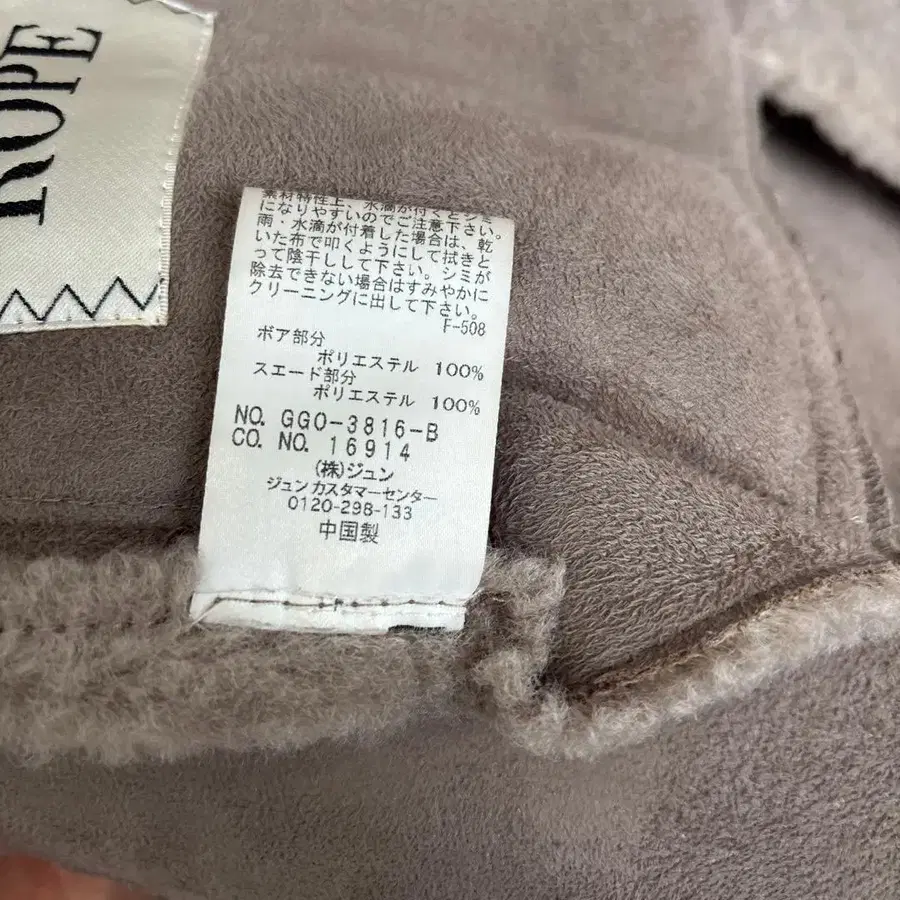 ROPE
素材特性上、水滴が付くとシミ
になりやすいのでご注意下さい。
雨・水滴が付着した場合は、乾
いた布で叩くようにして拭きと
って陰干しして下さい。シミが
除去できない場合はすみやかに
クリーニングに出して下さい。
F-508
ボア部分
ポリエステル 100%
スエード部分
ポリエステル 100%
NO. GGO-3816-B
CO. NO. 16914
(株)ジュン
ジュンカスタマーセンター
0120-298-133
中国製